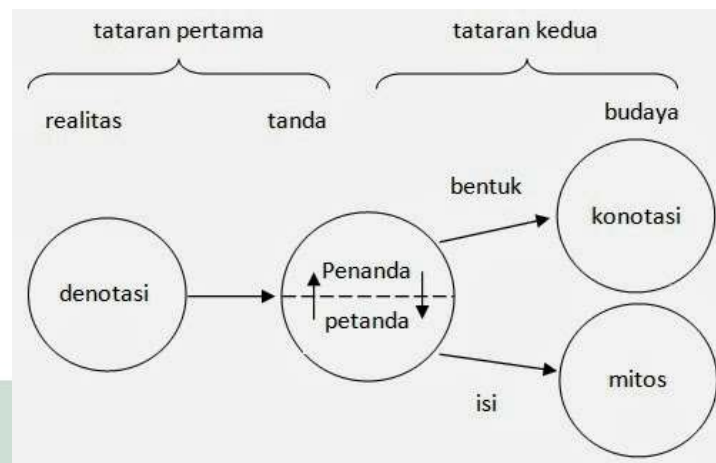 tataran pertama
tataran kedua
realitas
tanda
budaya
bentuk
konotasi
denotasi
Penanda
petanda
mitos
isi